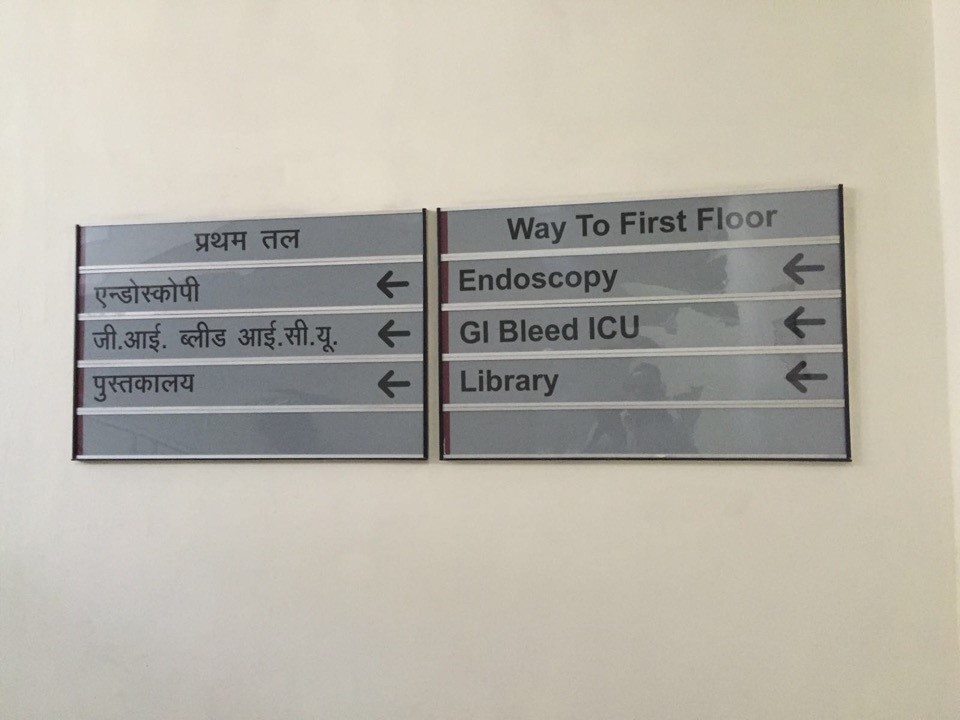 प्रथम तल
एन्डोस्कोपी
जी.आई. ब्लीड आई.सी.यू.
पुस्तकालय
Way To First Floor
Endoscopy
GI Bleed ICU
Library